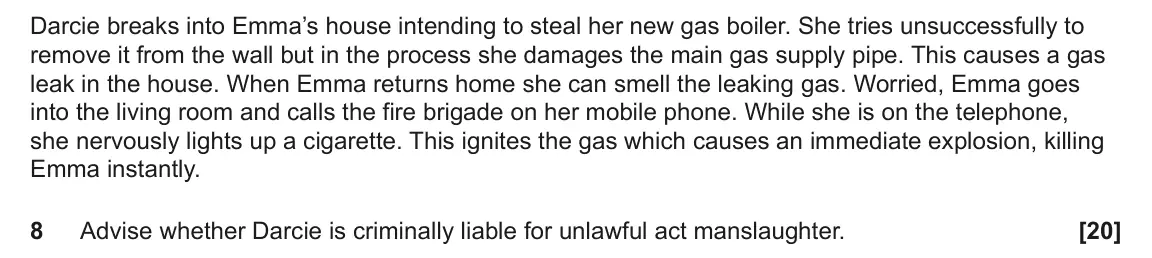 Darcie breaks into Emma’s house intending to steal her new gas boiler. She tries unsuccessfully to
remove it from the wall but in the process she damages the main gas supply pipe. This causes a gas
leak in the house. When Emma returns home she can smell the leaking gas. Worried, Emma goes
into the living room and calls the fire brigade on her mobile phone. While she is on the telephone,
she nervously lights up a cigarette. This ignites the gas which causes an immediate explosion, killing
Emma instantly.
8 Advise whether Darcie is criminally liable for unlawful act manslaughter. [20]